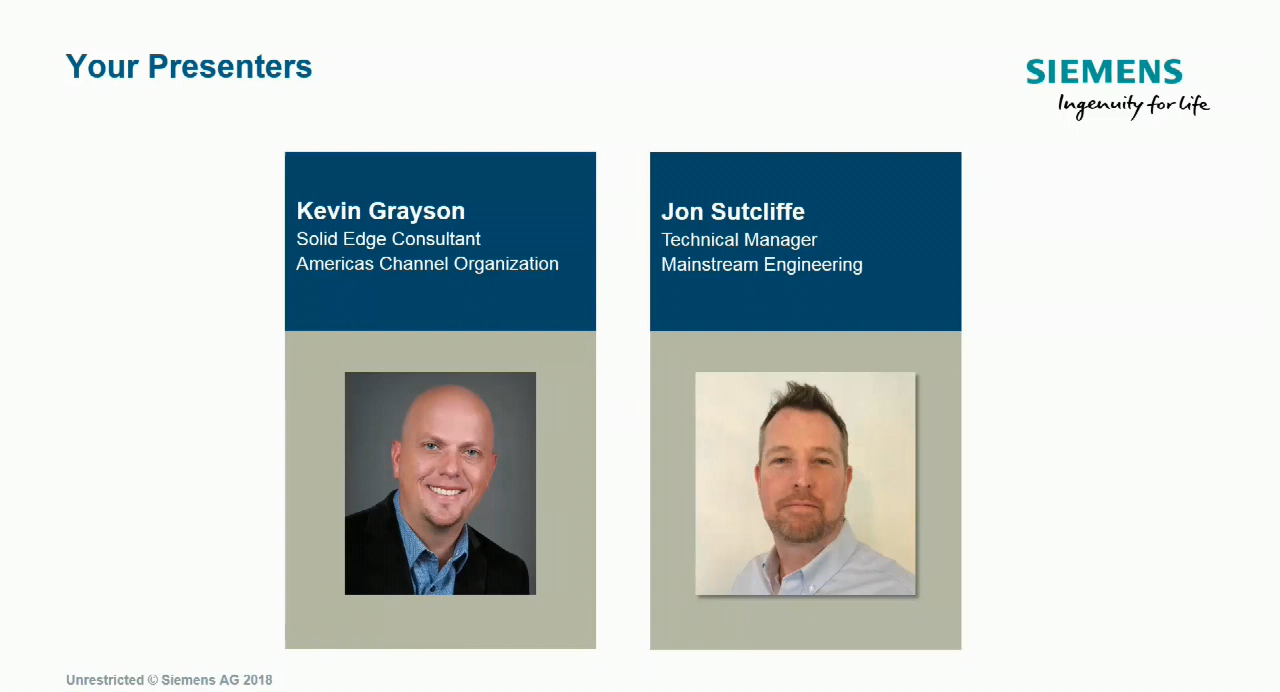 Your Presenters
SIEMENS
Ingenuity for life
Kevin Grayson
Solid Edge Consultant
Americas Channel Organization
Jon Sutcliffe
Technical Manager
Mainstream Engineering
Unrestricted © Siemens AG 2018